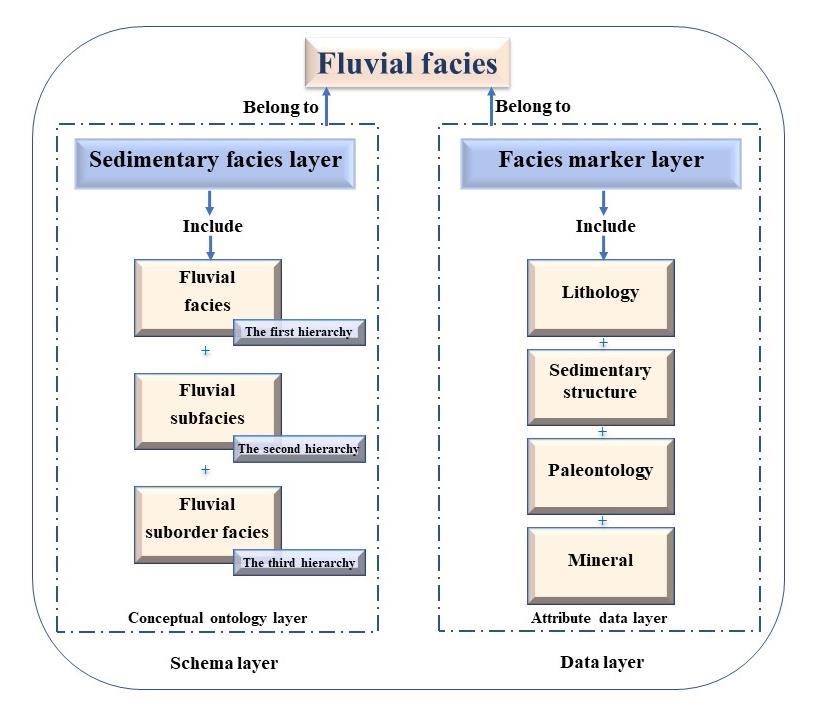 Fluvial facies
Belong to
Belong to
Sedimentary facies layer
Include
Fluvial
facies
The first hierarchy
+
Fluvial
subfacies
The second hierarchy
+
Fluvial
suborder facies
The third hierarchy
Conceptual ontology layer
Schema layer
Facies marker layer
Include
Lithology
+
Sedimentary
structure
+
Paleontology
+
Mineral
Attribute data layer
Data layer